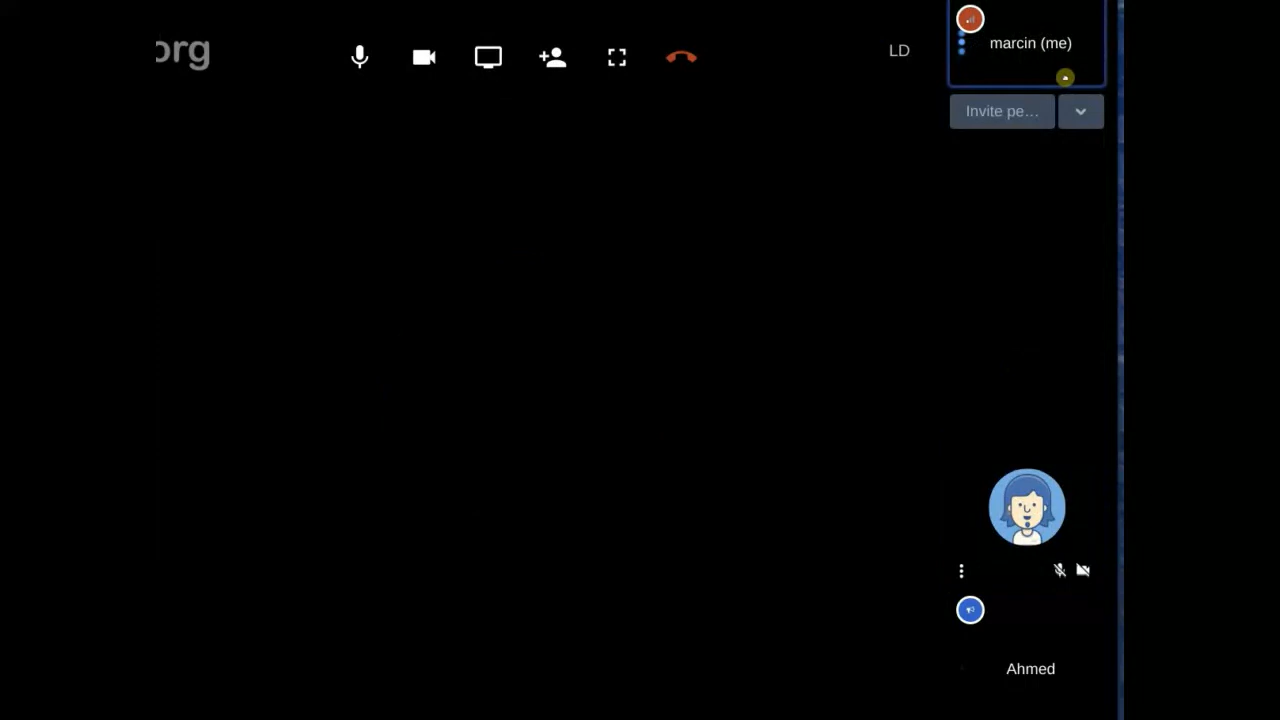 org
LD
marcin (me)
Invite pe…
Ahmed